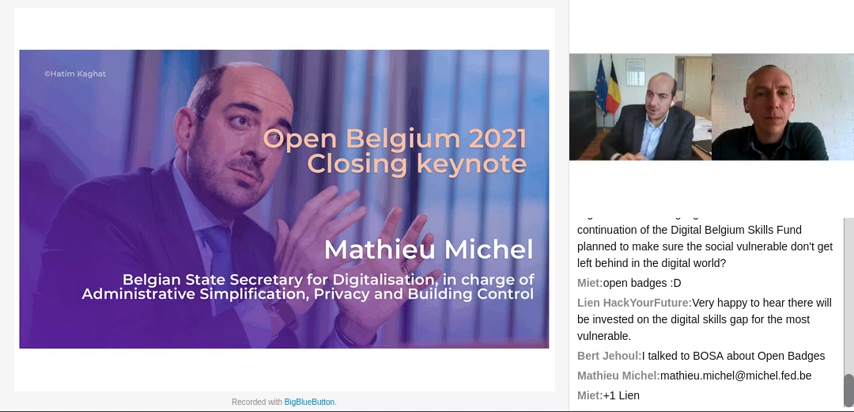 ©Hatim Kaghat
Open Belgium 2021
Closing keynote
Mathieu Michel
Belgian State Secretary for Digitalisation, in charge of
Administrative Simplification, Privacy and Building Control
Recorded with BigBlueButton.
continuation of the Digital Belgium Skills Fund
planned to make sure the social vulnerable don't get
left behind in the digital world?
Miet:open badges :D
Lien HackYourFuture:Very happy to hear there will
be invested on the digital skills gap for the most
vulnerable.
Bert Jehoul:I talked to BOSA about Open Badges
Mathieu Michel:mathieu.michel@michel.fed.be
Miet:+1 Lien